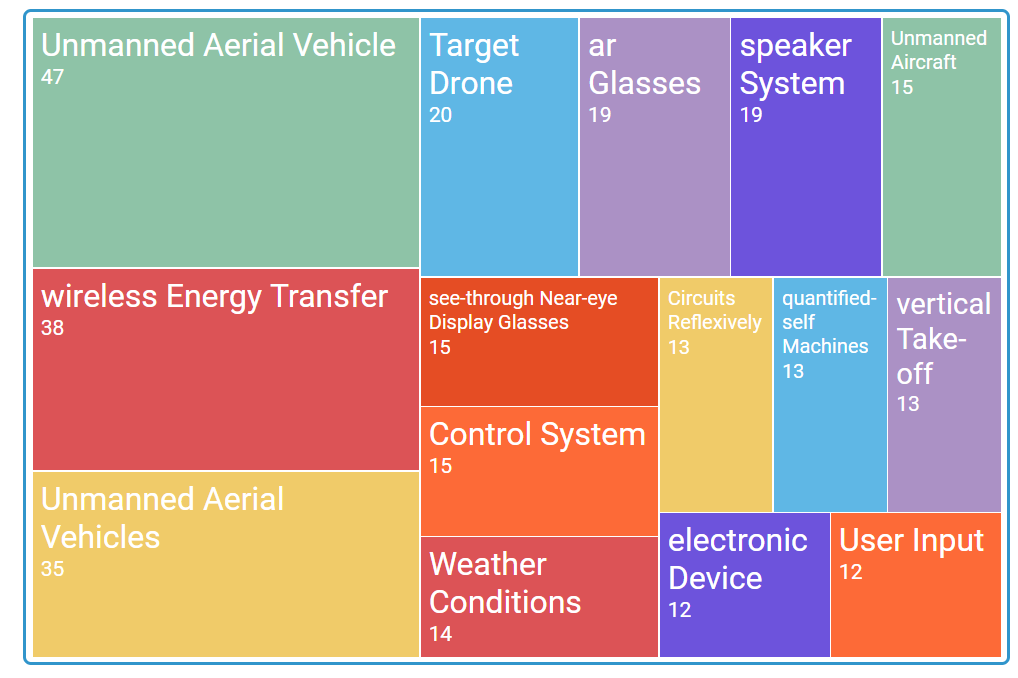 Unmanned Aerial Vehicle
47
wireless Energy Transfer
38
Unmanned Aerial
Vehicles
35
Target
Drone
20
ar
Glasses
19
speaker
System
19
Unmanned
Aircraft
15
see-through Near-eye
Display Glasses
15
Control System
15
Weather
Conditions
14
Circuits
Reflexively
13
quantified-
self
Machines
13
vertical
Take-
off
13
electronic
Device
12
User Input
12